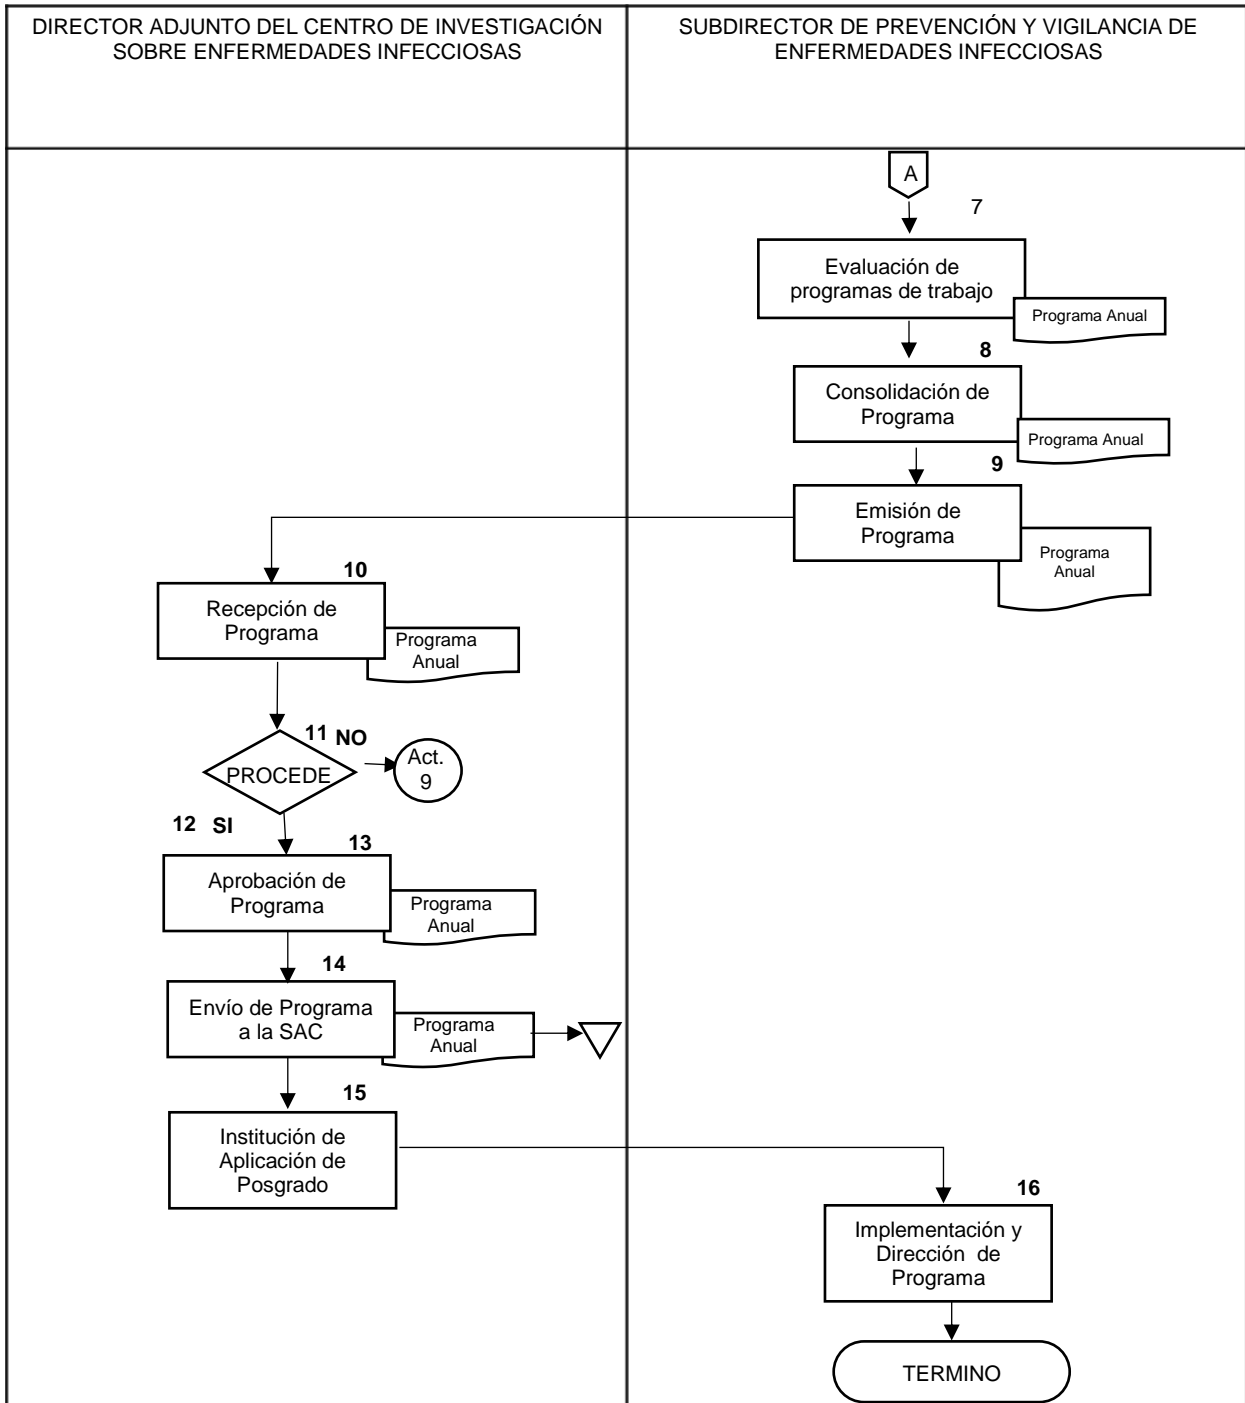 DIRECTOR ADJUNTO DEL CENTRO DE INVESTIGACIÓN
SOBRE ENFERMEDADES INFECCIOSAS
SUBDIRECTOR DE PREVENCIÓN Y VIGILANCIA DE
ENFERMEDADES INFECCIOSAS
A
7
Evaluación de
programas de trabajo
Programa Anual
8
Consolidación de
Programa
Programa Anual
9
Emisión de
Programa
Programa
Anual
10
Recepción de
Programa
Programa
Anual
11 NO
PROCEDE
Act.
9
12 SI
13
Aprobación de
Programa
Programa
Anual
14
Envío de Programa
a la SAC
Programa
Anual
15
Institución de
Aplicación de
Posgrado
16
Implementación y
Dirección de
Programa
TERMINO